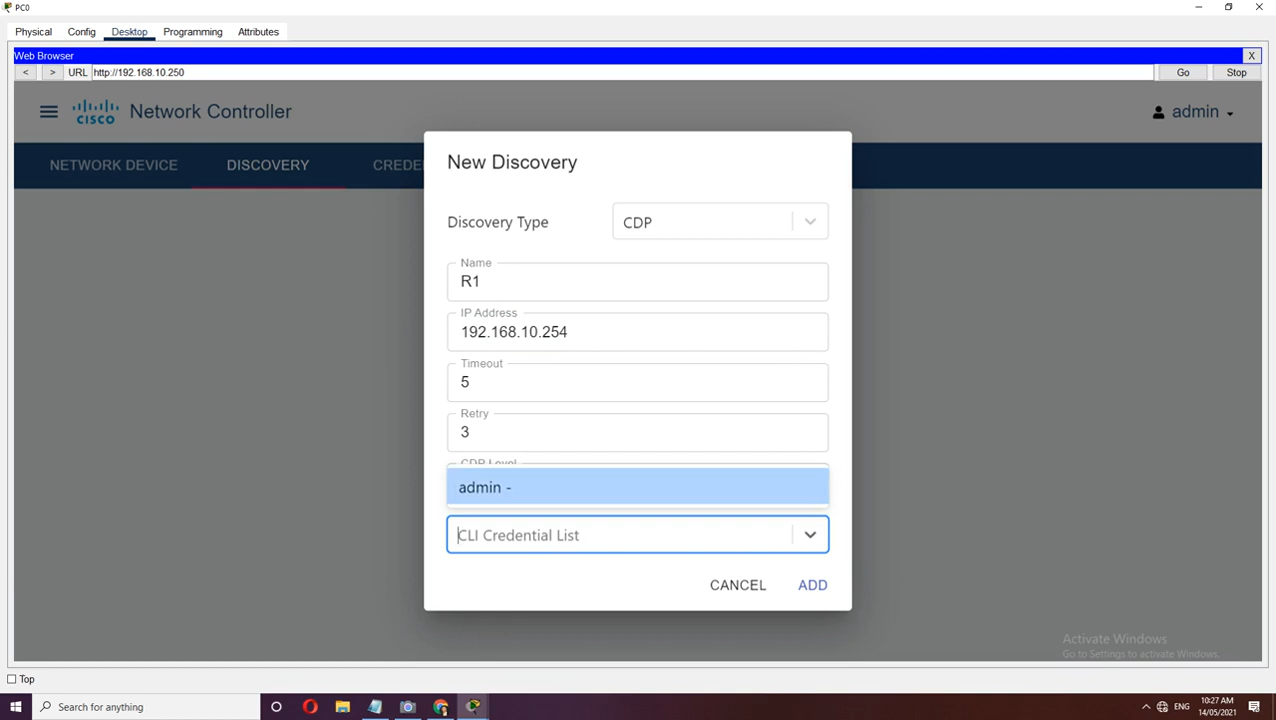 PC0
Physical Config Desktop Programming Attributes
Web Browser X
< > URL http://192.168.10.250 Go Stop
CISCO Network Controller admin
NETWORK DEVICE DISCOVERY CREDE
New Discovery
Discovery Type CDP
Name
R1
IP Address
192.168.10.254
Timeout
5
Retry
3
CDP Level
admin -
CLI Credential List
CANCEL ADD
Activate Windows
Go to Settings to activate Windows.
Top
Search for anything ENG 10:27 AM
14/05/2021